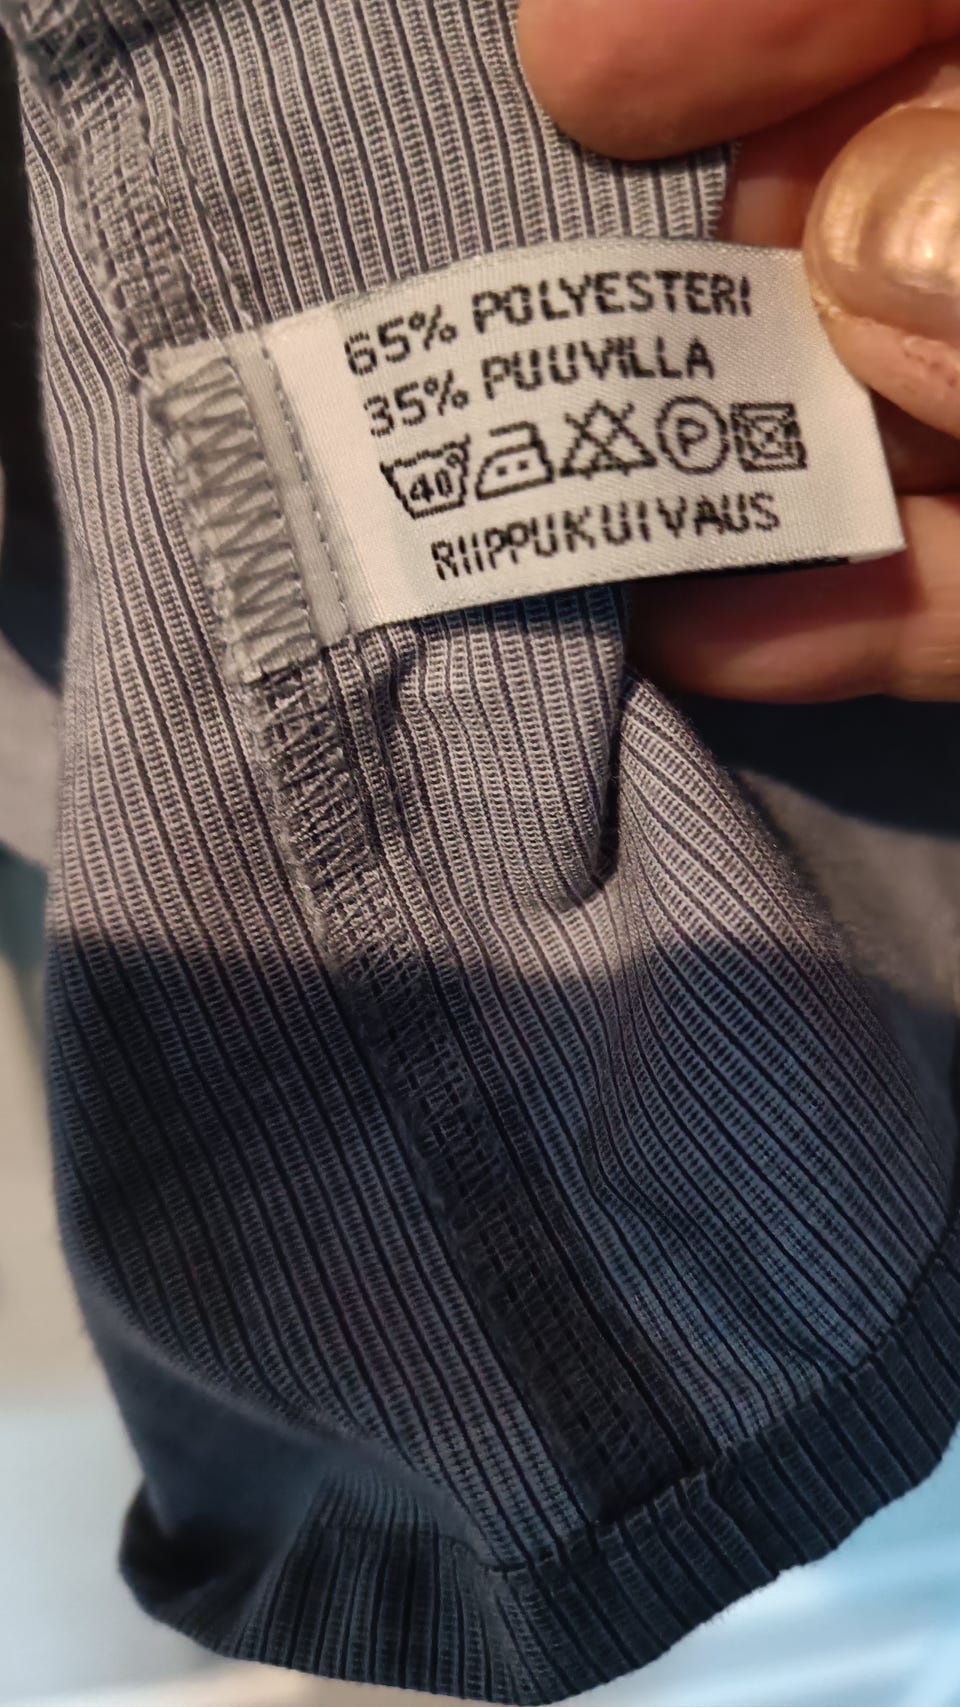 65% POLYESTERI
35% PUUVILLA
40° P
RIIPPUKUIVAUS